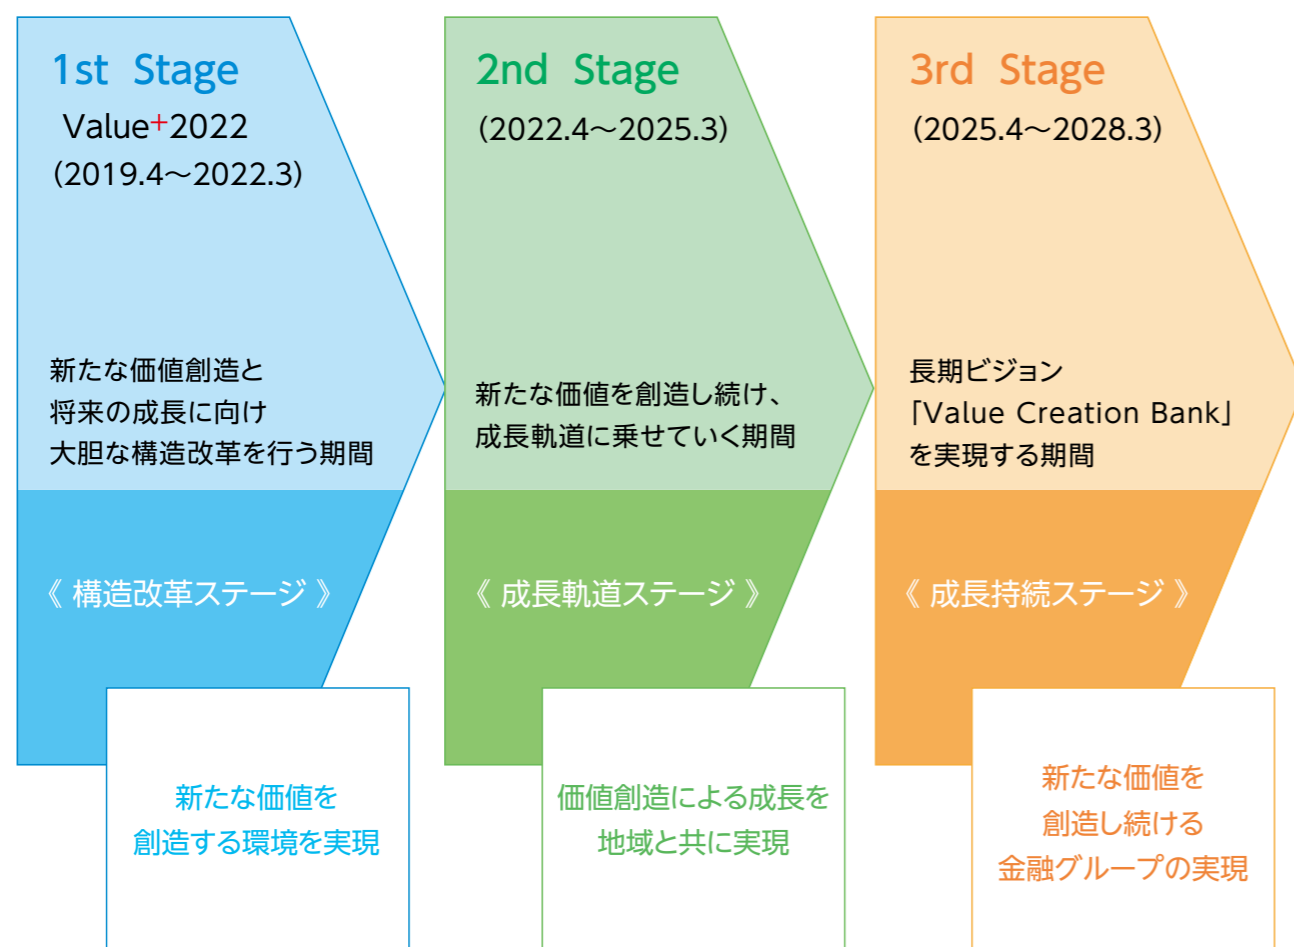 1st Stage
Value+2022
(2019.4～2022.3)
新たな価値創造と
将来の成長に向け
大胆な構造改革を行う期間
《 構造改革ステージ 》
新たな価値を
創造する環境を実現
2nd Stage
(2022.4～2025.3)
新たな価値を創造し続け、
成長軌道に乗せていく期間
《 成長軌道ステージ 》
価値創造による成長を
地域と共に実現
3rd Stage
(2025.4～2028.3)
長期ビジョン
「Value Creation Bank」
を実現する期間
《 成長持続ステージ 》
新たな価値を
創造し続ける
金融グループの実現